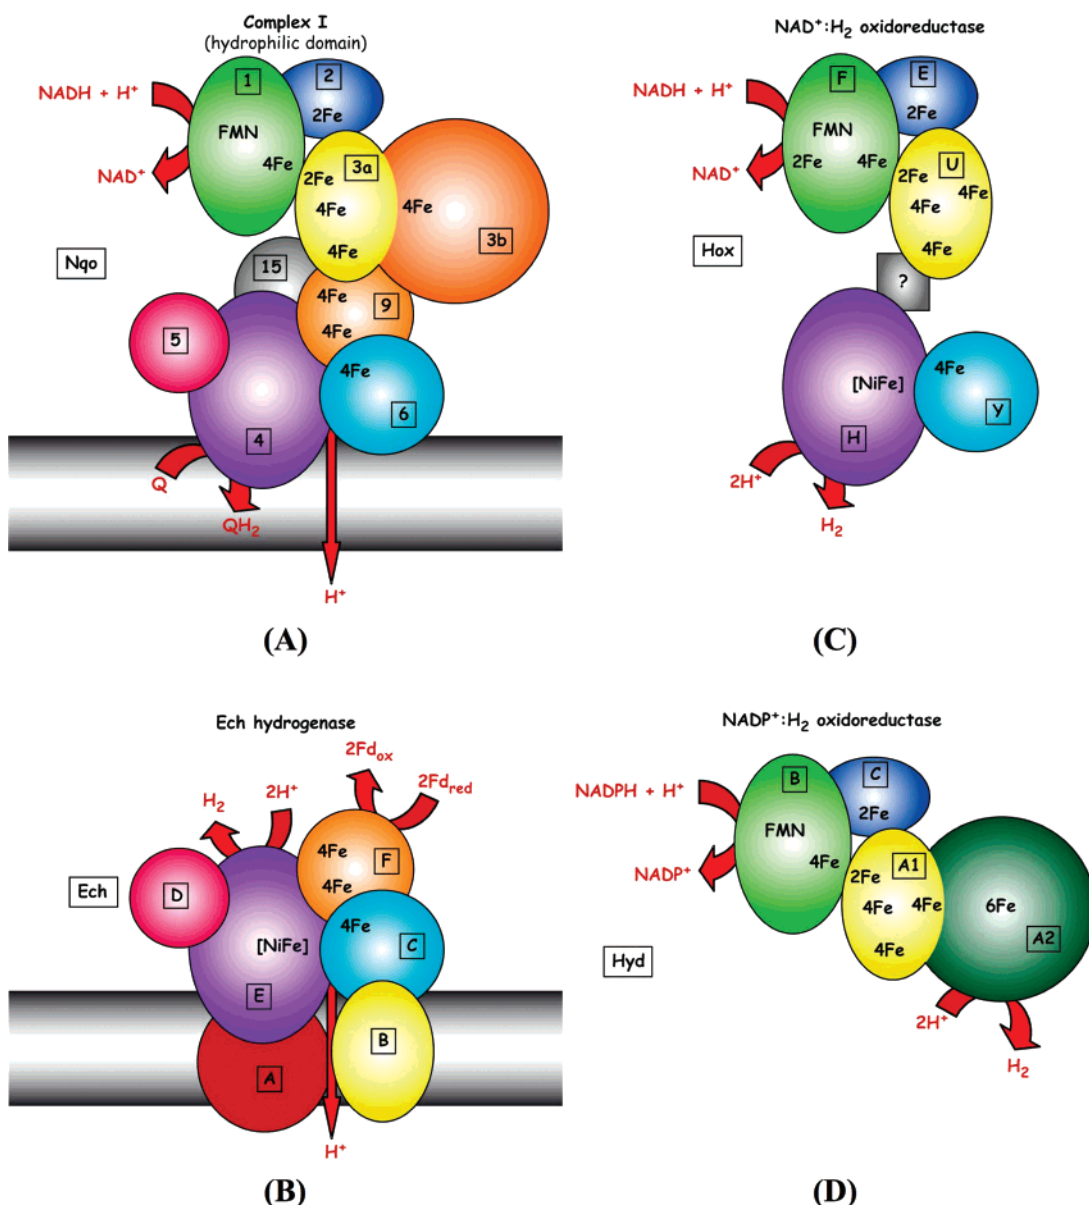 Complex I
(hydrophilic domain)
1
2
NADH + H⁺
2Fe
FMN
4Fe
NAD⁺
3a
2Fe
4Fe
4Fe
4Fe
3b
Nqo
15
4Fe
9
4Fe
5
4Fe
6
4
Q
QH₂
H⁺
(A)
NAD⁺:H₂ oxidoreductase
F
E
NADH + H⁺
2Fe
FMN
2Fe
4Fe
NAD⁺
U
2Fe
4Fe
4Fe
4Fe
Hox
?
4Fe
[NiFe]
Y
H
2H⁺
H₂
(C)
Ech hydrogenase
2Fdox
2Fdred
H₂
2H⁺
4Fe
F
4Fe
Ech
D
4Fe
C
[NiFe]
E
B
A
H⁺
(B)
NADP⁺:H₂ oxidoreductase
B
C
NADPH + H⁺
2Fe
FMN
4Fe
NADP⁺
A1
2Fe
4Fe
4Fe
4Fe
6Fe
A2
Hyd
2H⁺
H₂
(D)